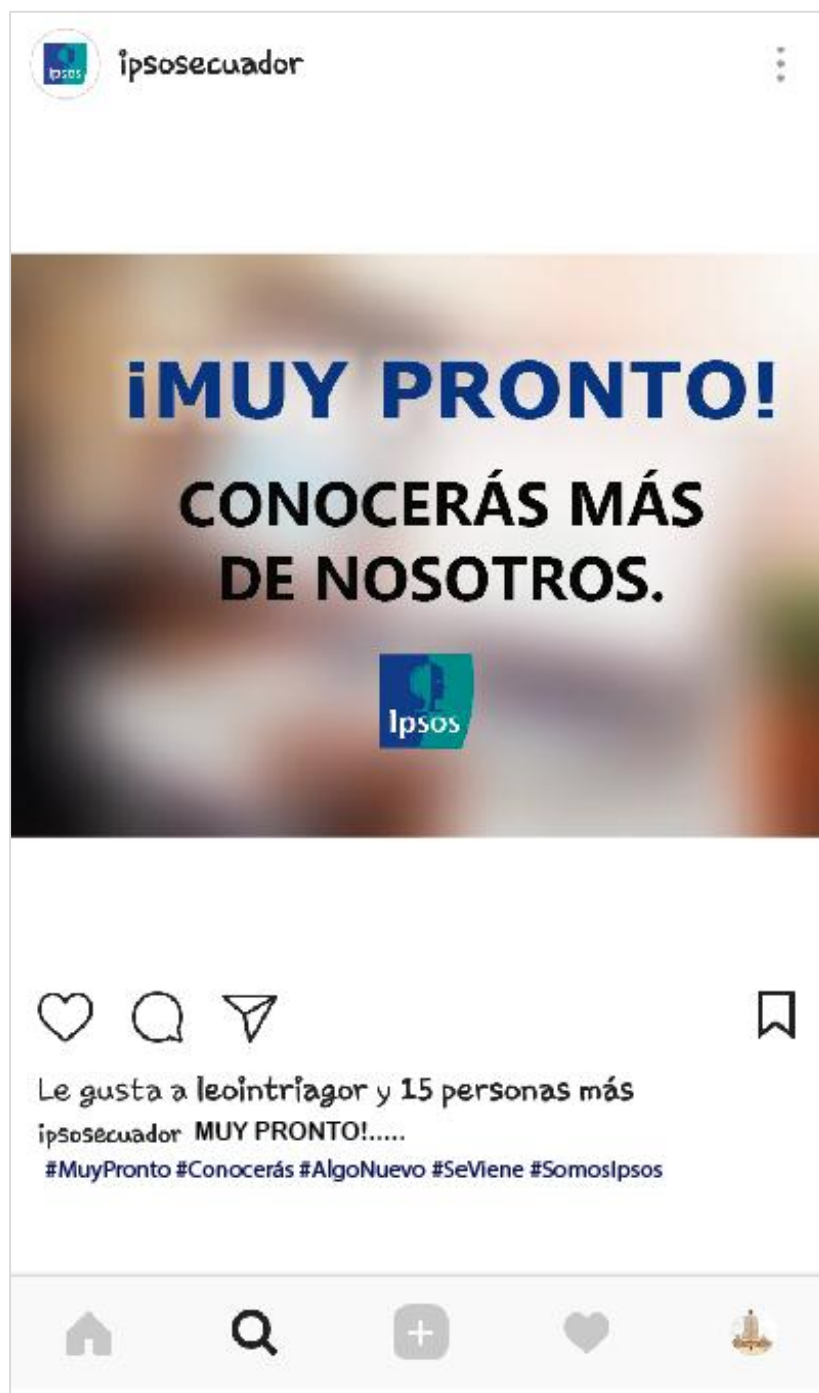 Ipsos ipsosecuador
¡MUY PRONTO!
CONOCERÁS MÁS
DE NOSOTROS.
Ipsos
Le gusta a leointriagor y 15 personas más
ipsosecuador MUY PRONTO!.....
#MuyPronto #Conocerás #AlgoNuevo #SeViene #SomosIpsos